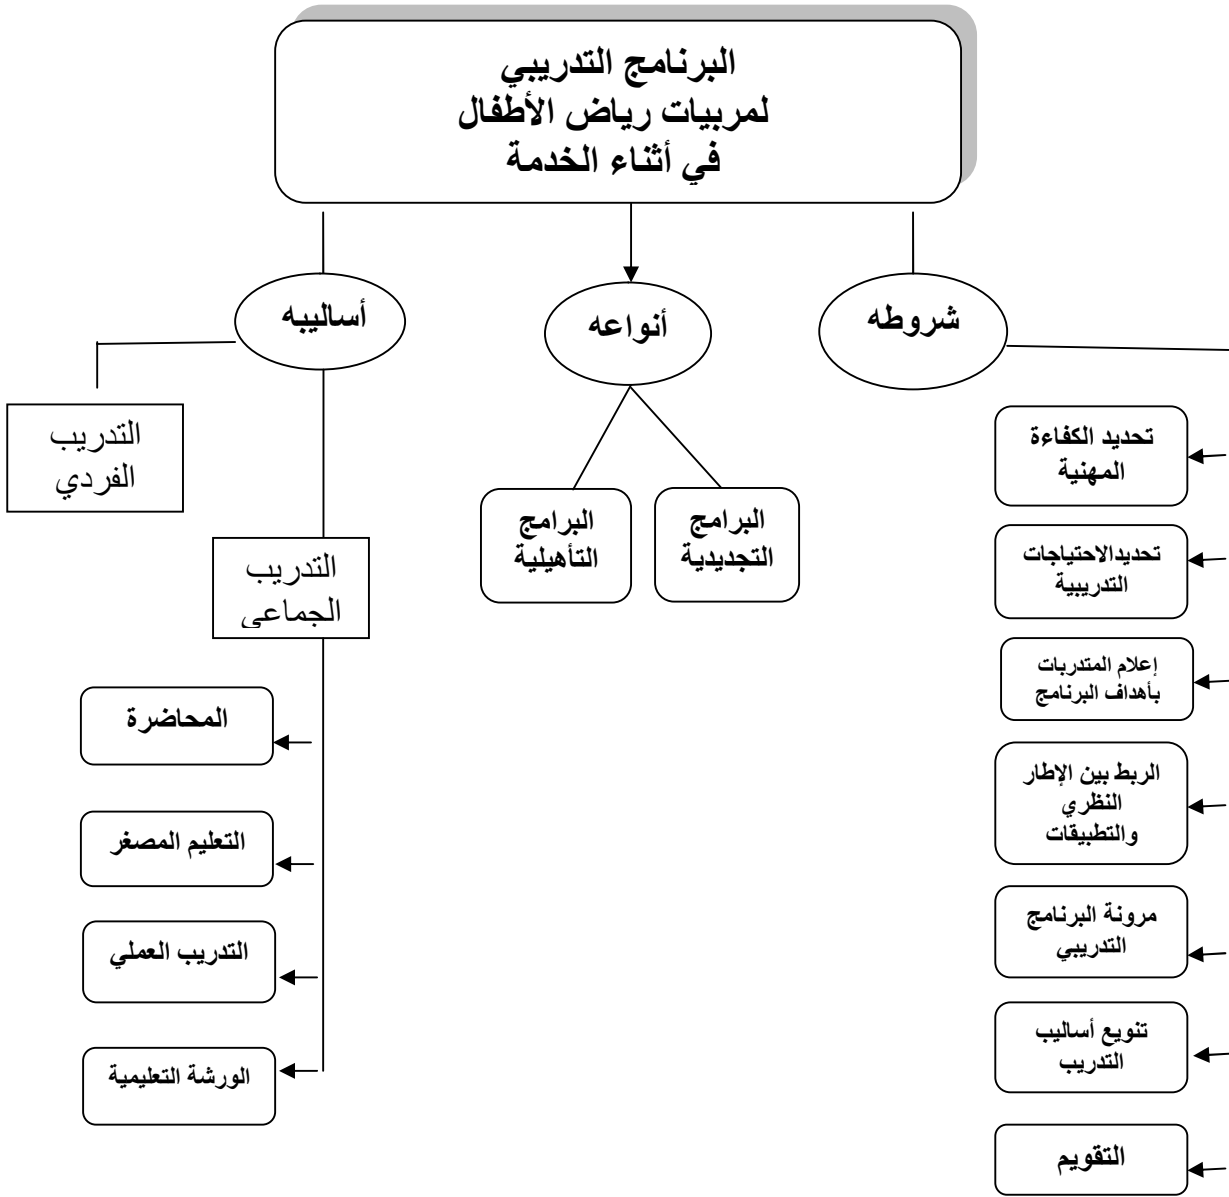 البرنامج التدريبي
لمربيات رياض الأطفال
في أثناء الخدمة
شروطه
أنواعه
أساليبه
تحديد الكفاءة
المهنية
تحديدالاحتياجات
التدريبية
إعلام المتدربات
بأهداف البرنامج
الربط بين الإطار
النظري
والتطبيقات
مرونة البرنامج
التدريبي
تنويع أساليب
التدريب
التقويم
البرامج
التجديدية
البرامج
التأهيلية
التدريب
الفردي
التدريب
الجماعي
المحاضرة
التعليم المصغر
التدريب العملي
الورشة التعليمية